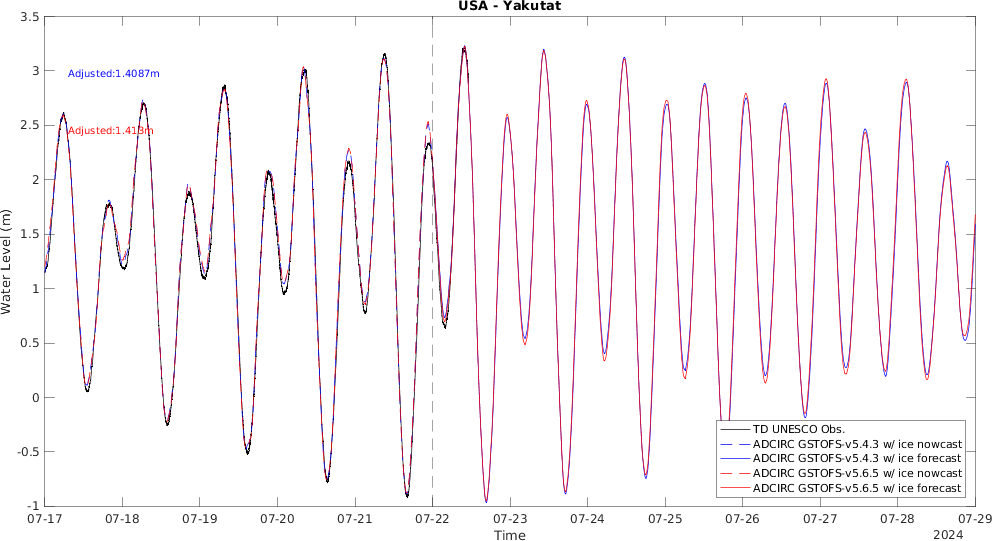 USA - Yakutat
3.5
3
2.5
2
1.5
1
0.5
0
-0.5
-1
Water Level (m)
Adjusted:1.4087m
Adjusted:1.413m
TD UNESCO Obs.
ADCIRC GSTOFS-v5.4.3 w/ ice nowcast
ADCIRC GSTOFS-v5.4.3 w/ ice forecast
ADCIRC GSTOFS-v5.6.5 w/ ice nowcast
ADCIRC GSTOFS-v5.6.5 w/ ice forecast
07-17 07-18 07-19 07-20 07-21 07-22 07-23 07-24 07-25 07-26 07-27 07-28 07-29
Time
2024